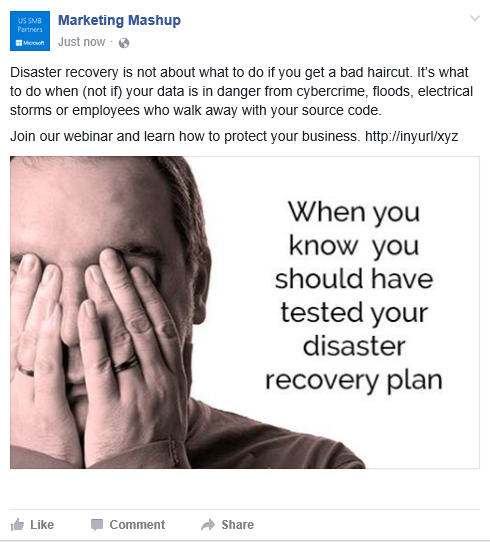 US SMB
Partners
Microsoft
Marketing Mashup
Just now ·
Disaster recovery is not about what to do if you get a bad haircut. It's what
to do when (not if) your data is in danger from cybercrime, floods, electrical
storms or employees who walk away with your source code.
Join our webinar and learn how to protect your business. http://inyurl/xyz
When you
know you
should have
tested your
disaster
recovery plan
Like Comment Share